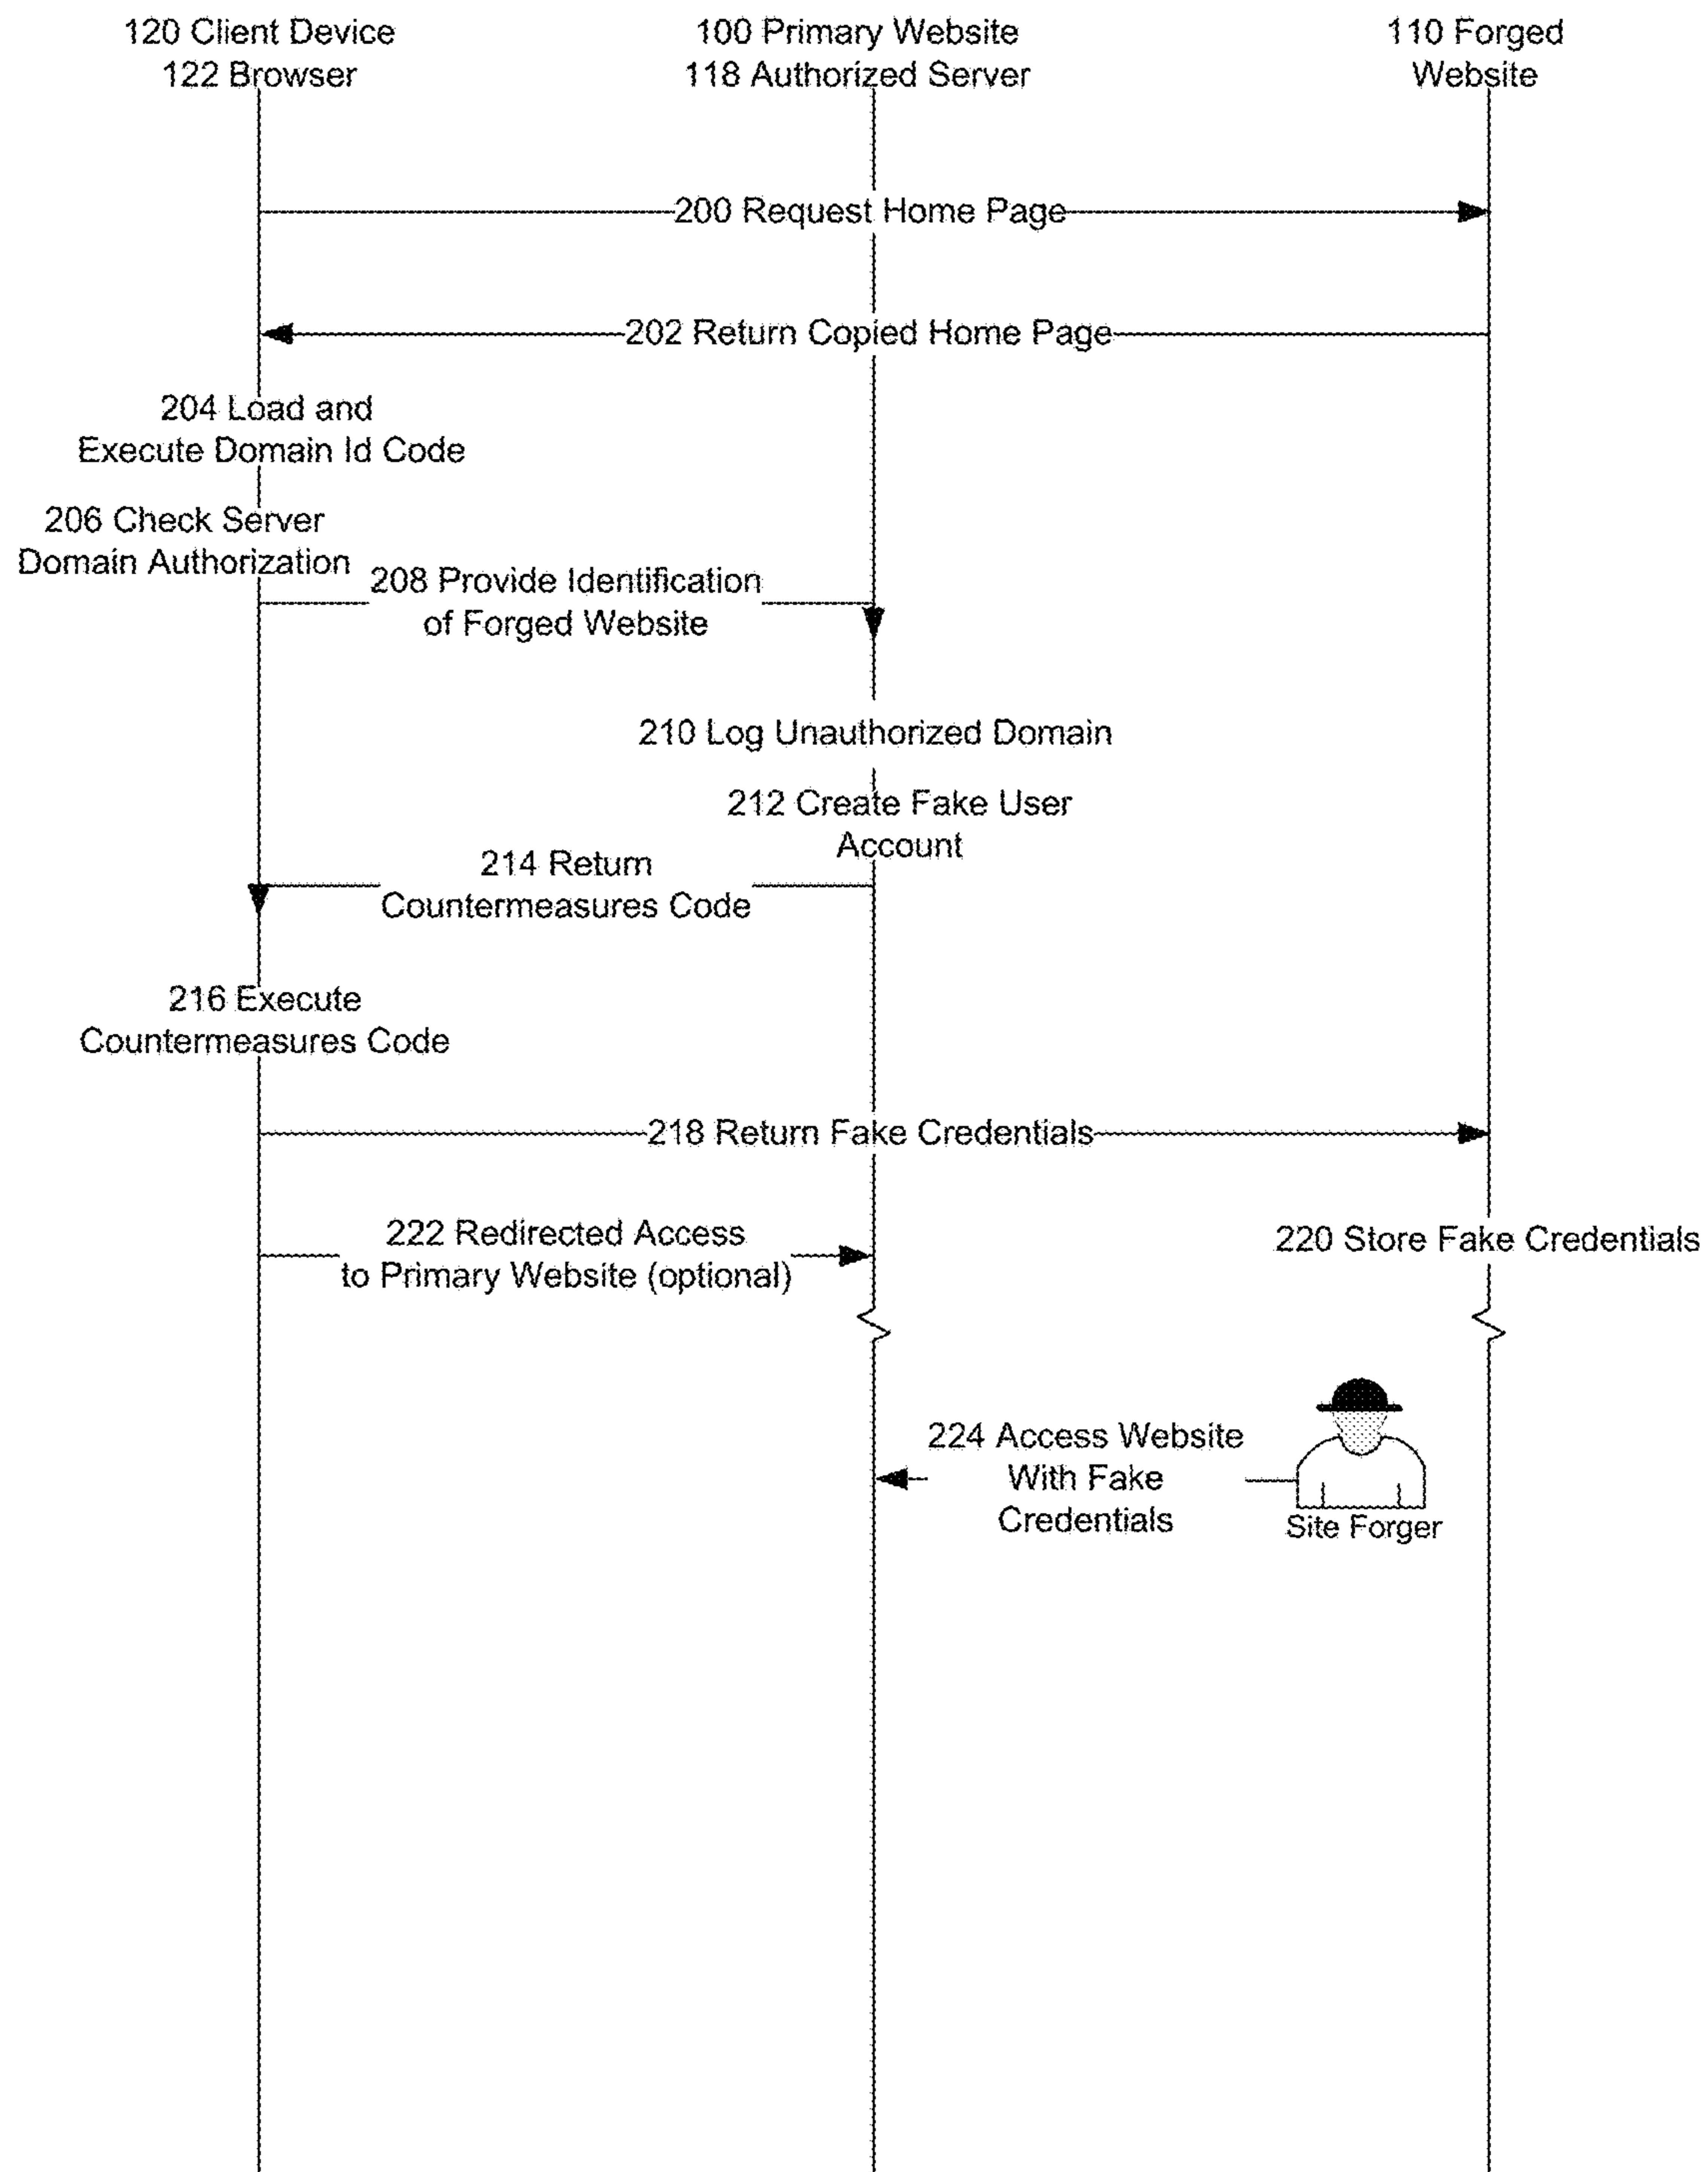 120 Client Device
122 Browser
100 Primary Website
118 Authorized Server
110 Forged
Website
200 Request Home Page
202 Return Copied Home Page
204 Load and
Execute Domain Id Code
206 Check Server
Domain Authorization
208 Provide Identification
of Forged Website
210 Log Unauthorized Domain
212 Create Fake User
Account
214 Return
Countermeasures Code
216 Execute
Countermeasures Code
218 Return Fake Credentials
222 Redirected Access
to Primary Website (optional)
220 Store Fake Credentials
224 Access Website
With Fake
Credentials
Site Forger